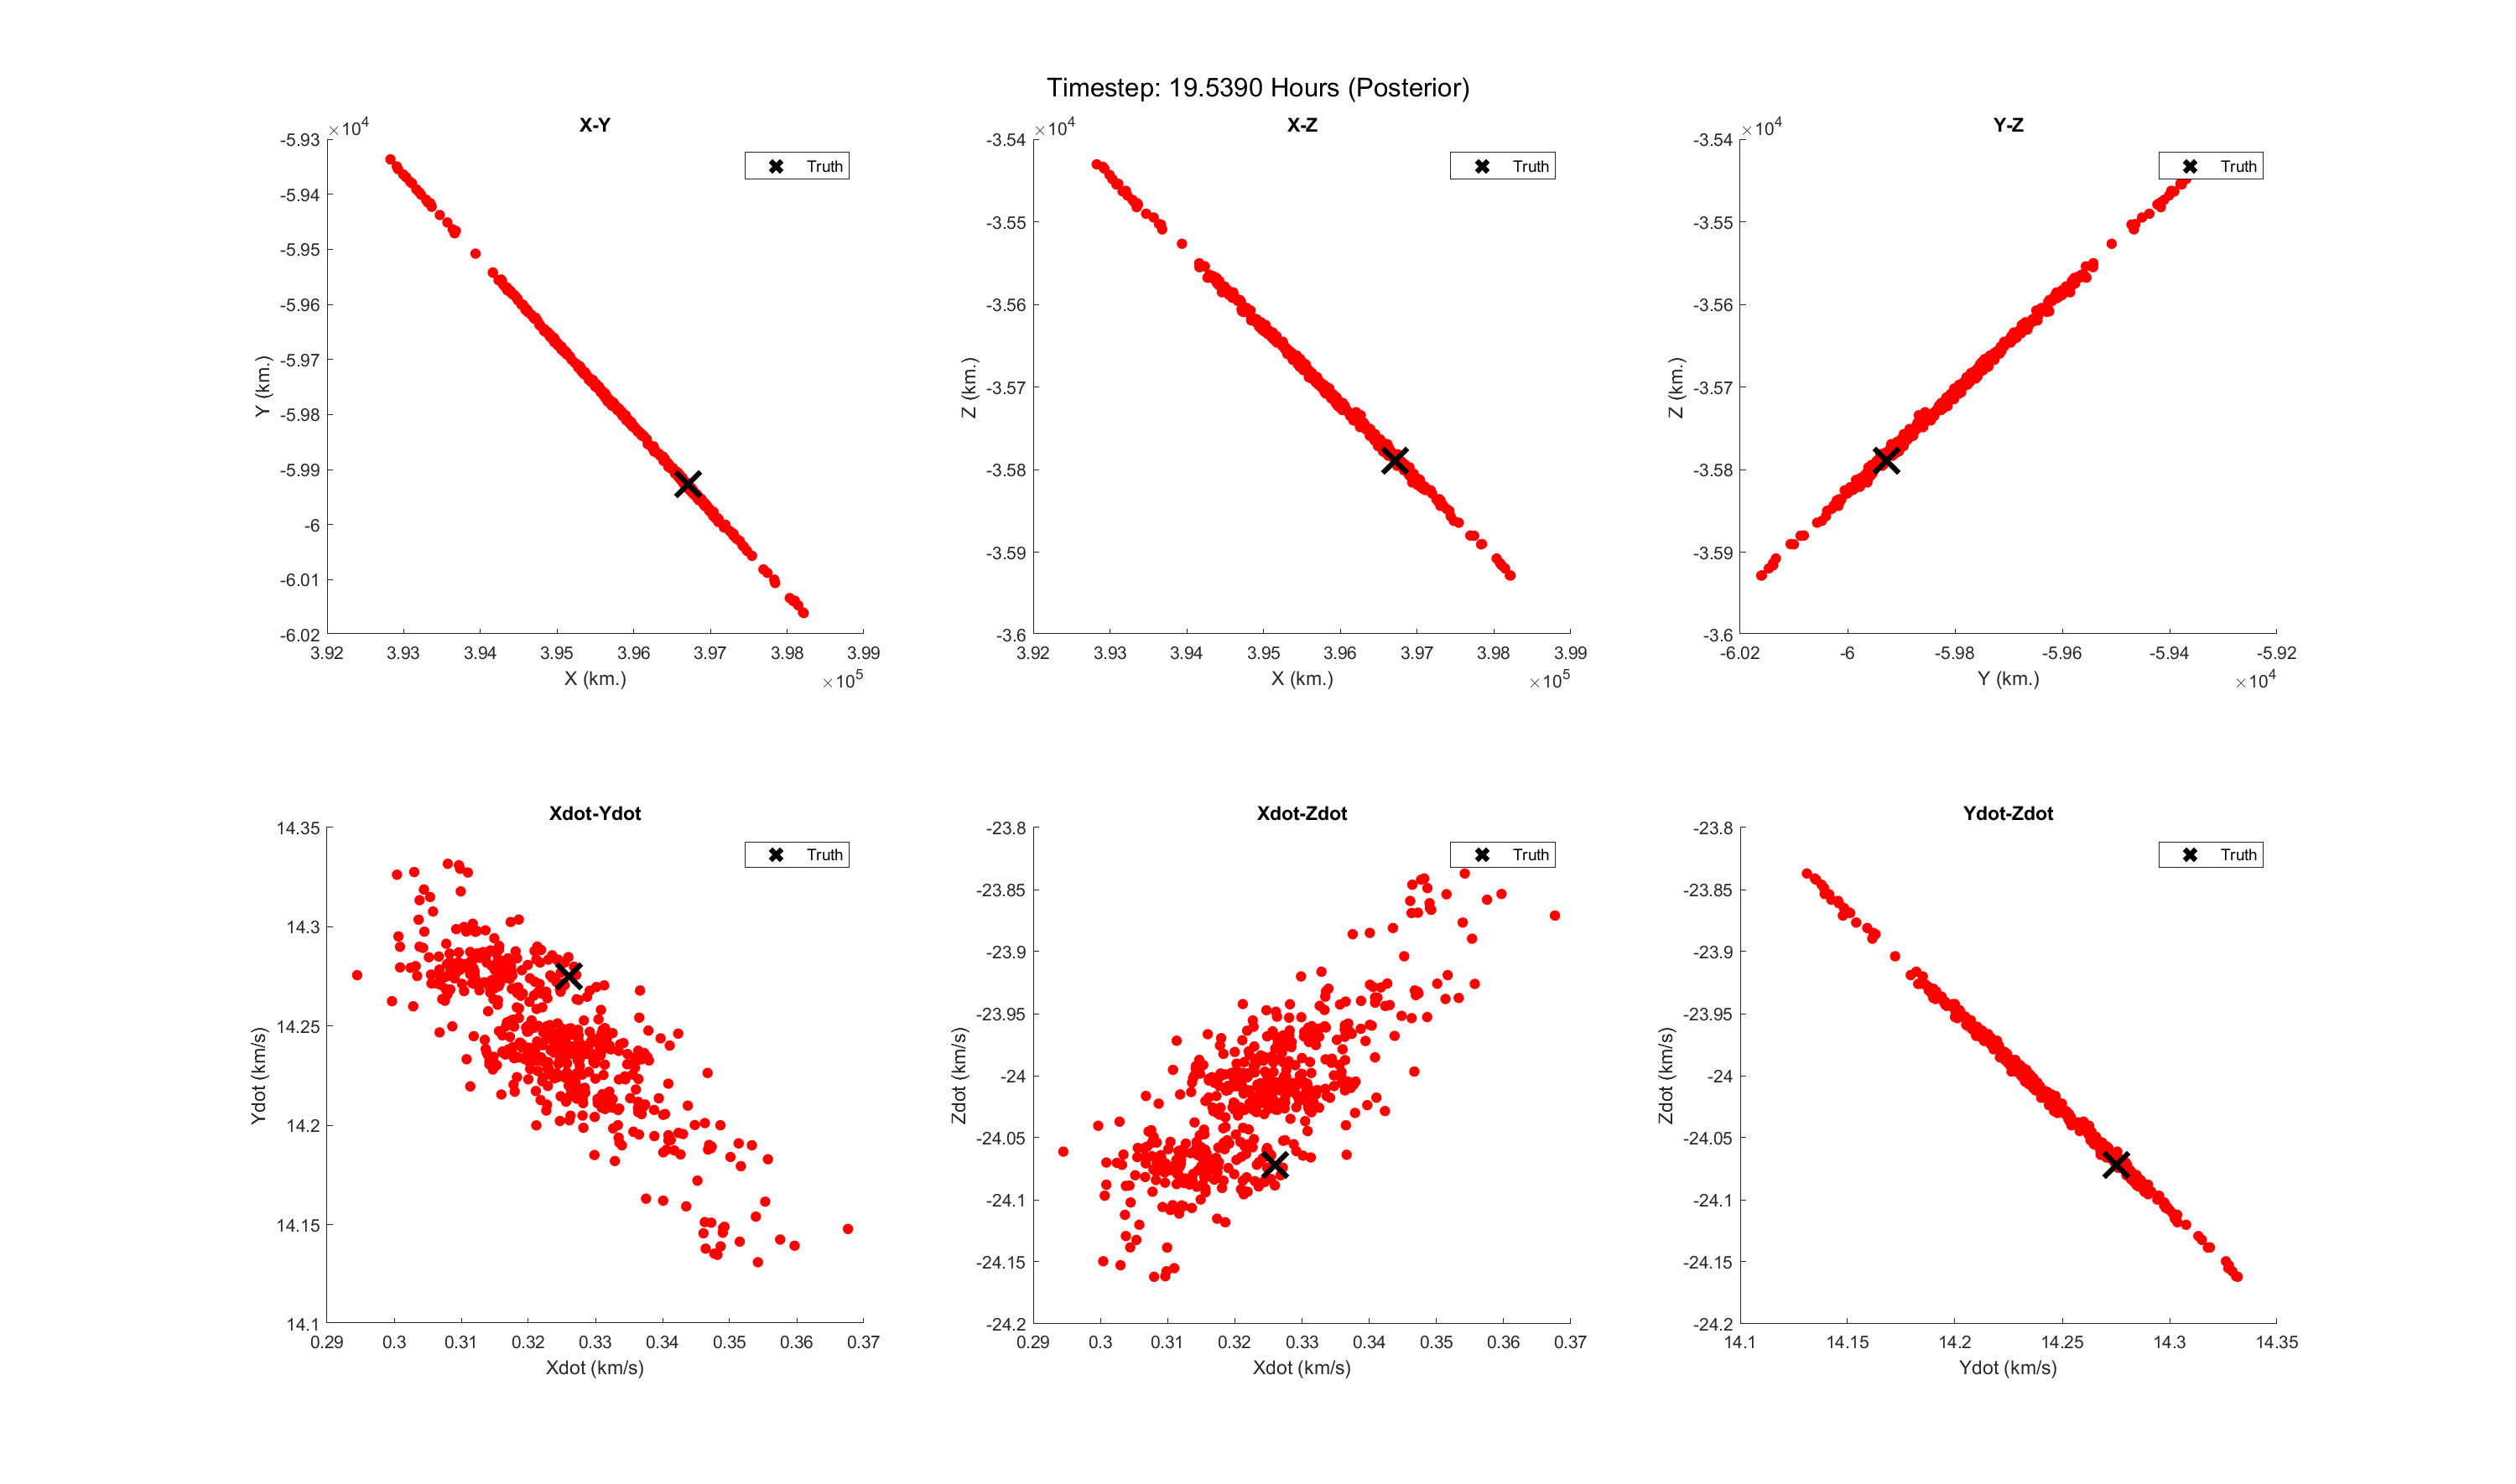 Timestep: 19.5390 Hours (Posterior)
X-Y
×10^4
-5.93
-5.94
-5.95
-5.96
-5.97
-5.98
-5.99
-6
-6.01
-6.02
Y (km.)
Truth
3.92 3.93 3.94 3.95 3.96 3.97 3.98 3.99
X (km.)
×10^5
X-Z
×10^4
-3.54
-3.55
-3.56
-3.57
-3.58
-3.59
-3.6
Z (km.)
Truth
3.92 3.93 3.94 3.95 3.96 3.97 3.98 3.99
X (km.)
×10^5
Y-Z
×10^4
-3.54
-3.55
-3.56
-3.57
-3.58
-3.59
-3.6
Z (km.)
Truth
-6.02 -6 -5.98 -5.96 -5.94 -5.92
Y (km.)
×10^4
Xdot-Ydot
14.35
14.3
14.25
14.2
14.15
14.1
Ydot (km/s)
Truth
0.29 0.3 0.31 0.32 0.33 0.34 0.35 0.36 0.37
Xdot (km/s)
Xdot-Zdot
-23.8
-23.85
-23.9
-23.95
-24
-24.05
-24.1
-24.15
-24.2
Zdot (km/s)
Truth
0.29 0.3 0.31 0.32 0.33 0.34 0.35 0.36 0.37
Xdot (km/s)
Ydot-Zdot
-23.8
-23.85
-23.9
-23.95
-24
-24.05
-24.1
-24.15
-24.2
Zdot (km/s)
Truth
14.1 14.15 14.2 14.25 14.3 14.35
Ydot (km/s)